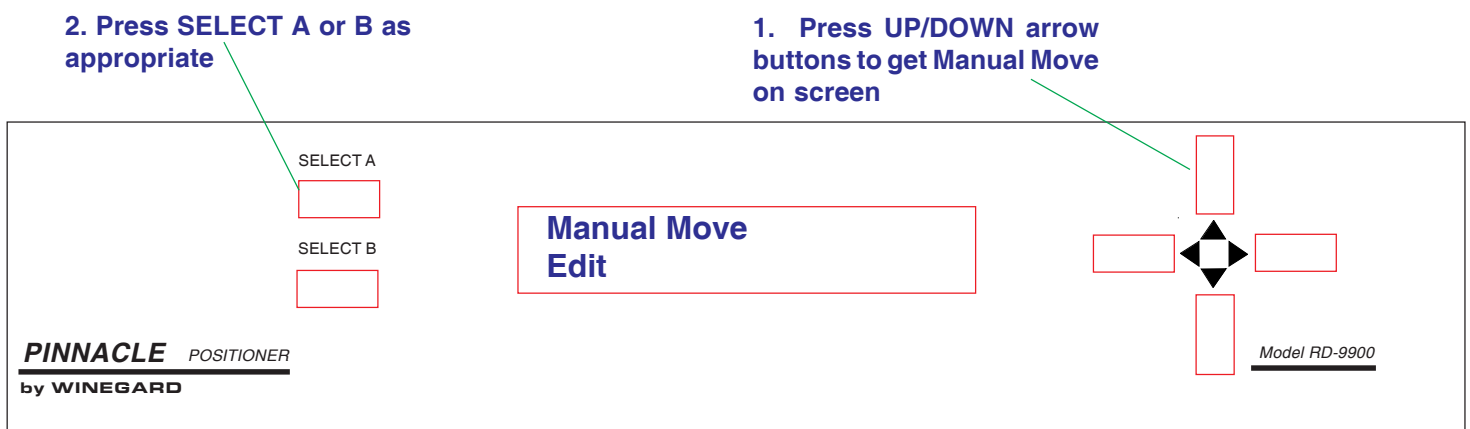 2. Press SELECT A or B as
appropriate
1. Press UP/DOWN arrow
buttons to get Manual Move
on screen
SELECT A
SELECT B
Manual Move
Edit
PINNACLE POSITIONER
by WINEGARD
Model RD-9900